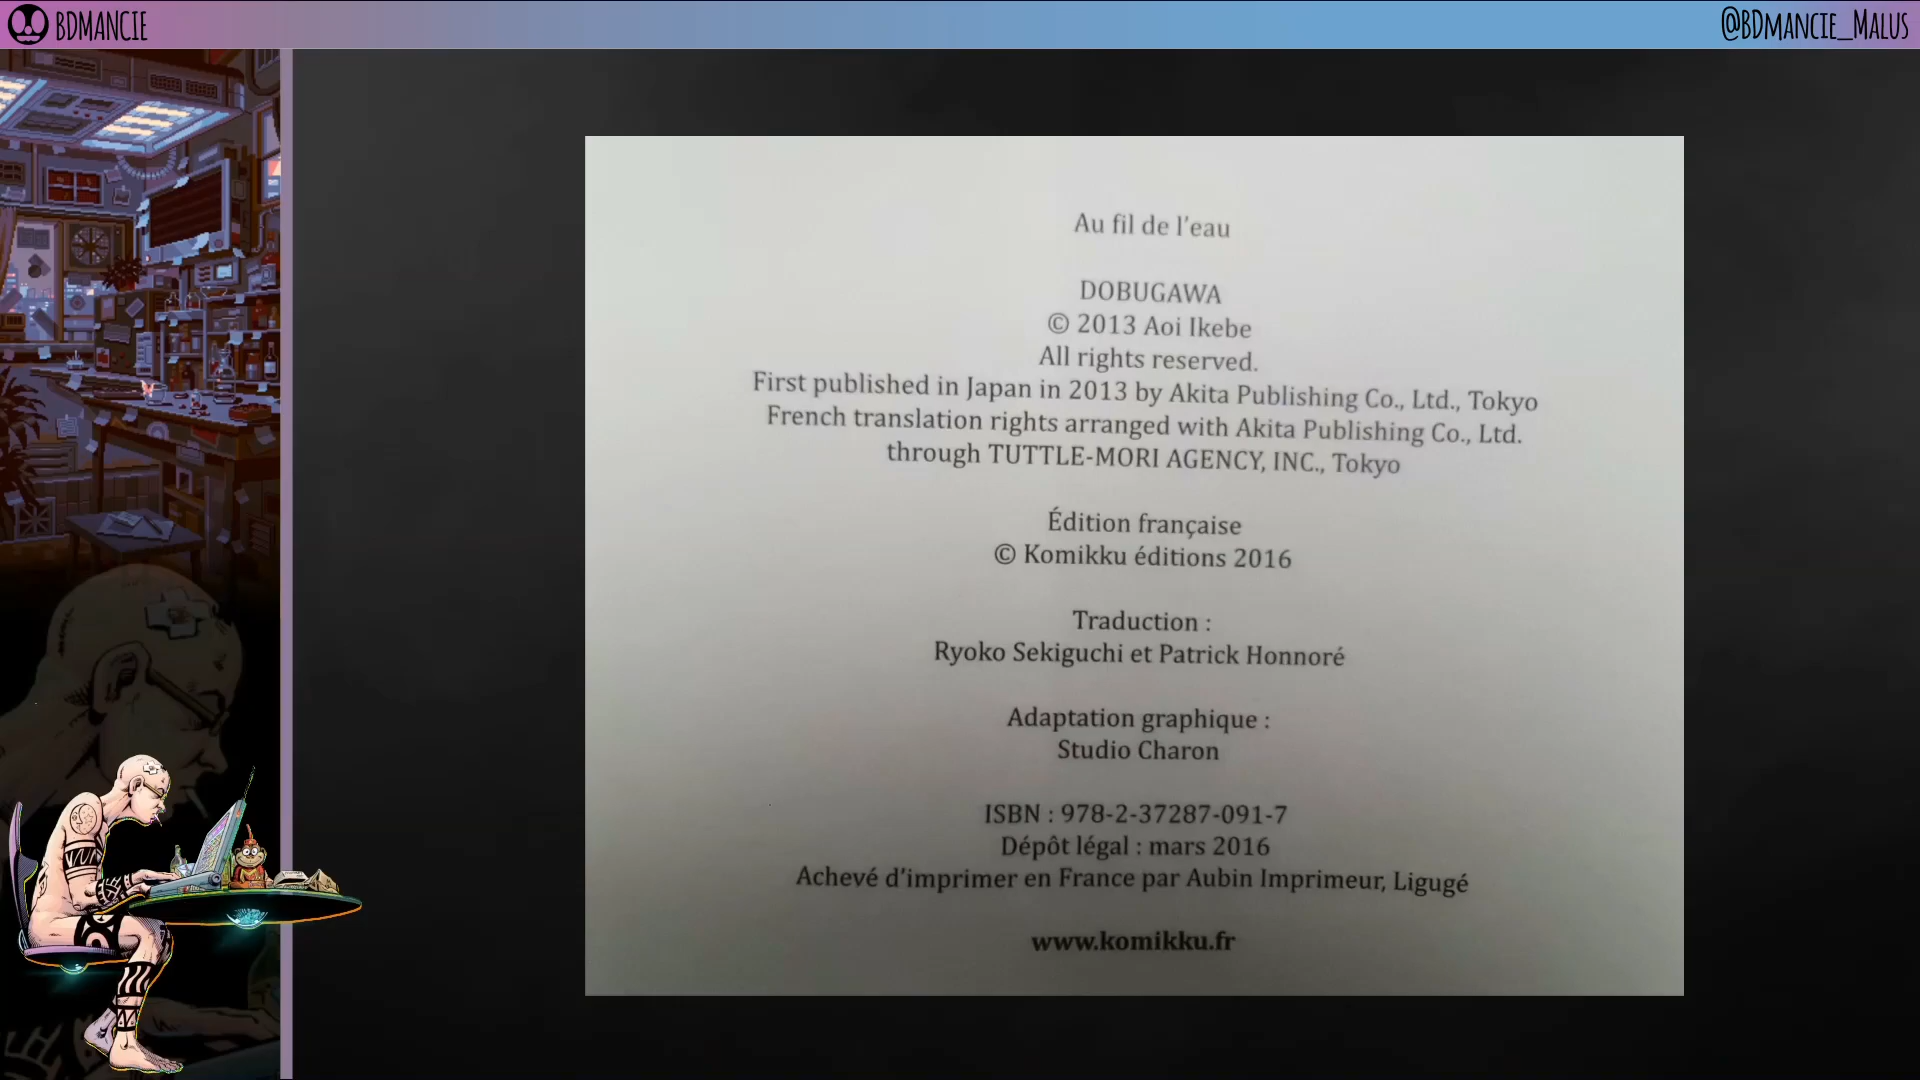 BDMANCIE
@BDMANCIE_MALUS
Au fil de l'eau
DOBUGAWA
© 2013 Aoi Ikebe
All rights reserved.
First published in Japan in 2013 by Akita Publishing Co., Ltd., Tokyo
French translation rights arranged with Akita Publishing Co., Ltd.
through TUTTLE-MORI AGENCY, INC., Tokyo
Édition française
© Komikku éditions 2016
Traduction :
Ryoko Sekiguchi et Patrick Honnoré
Adaptation graphique :
Studio Charon
ISBN : 978-2-37287-091-7
Dépôt légal : mars 2016
Achevé d'imprimer en France par Aubin Imprimeur, Ligugé
www.komikku.fr